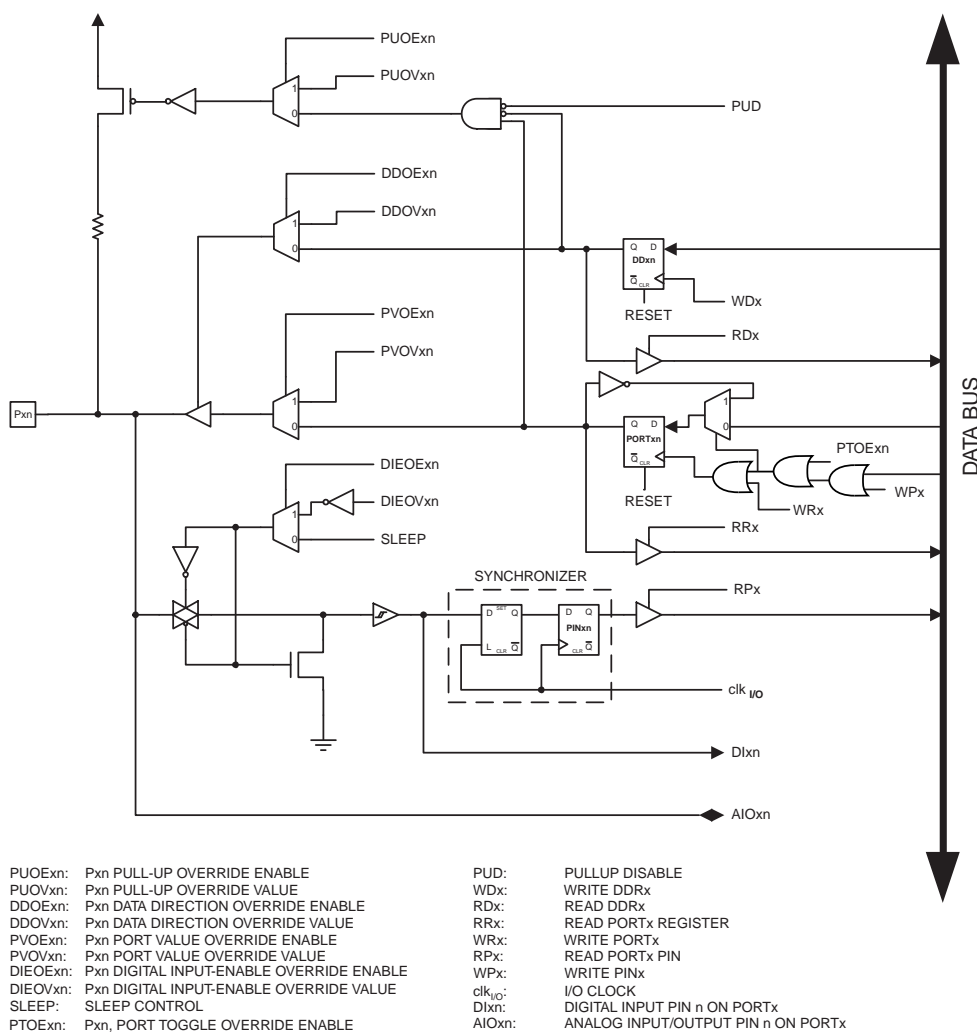 PUOExn
PUOVxn
1
0
PUD
DDOExn
DDOVxn
1
0
Q D
DDxn
Q CLR
WDx
RESET
RDx
PVOExn
PVOVxn
1
0
Pxn
Q D
PORTxn
Q CLR
1
0
PTOExn
WPx
WRx
RESET
RRx
DATA BUS
DIEOExn
DIEOVxn
1
0
SLEEP
SYNCHRONIZER
D SET Q
L CLR Q
D Q
PINxn
CLR Q
RPx
clk I/O
DIxn
AIOxn
PUOExn: Pxn PULL-UP OVERRIDE ENABLE
PUOVxn: Pxn PULL-UP OVERRIDE VALUE
DDOExn: Pxn DATA DIRECTION OVERRIDE ENABLE
DDOVxn: Pxn DATA DIRECTION OVERRIDE VALUE
PVOExn: Pxn PORT VALUE OVERRIDE ENABLE
PVOVxn: Pxn PORT VALUE OVERRIDE VALUE
DIEOExn: Pxn DIGITAL INPUT-ENABLE OVERRIDE ENABLE
DIEOVxn: Pxn DIGITAL INPUT-ENABLE OVERRIDE VALUE
SLEEP: SLEEP CONTROL
PTOExn: Pxn, PORT TOGGLE OVERRIDE ENABLE
PUD: PULLUP DISABLE
WDx: WRITE DDRx
RDx: READ DDRx
RRx: READ PORTx REGISTER
WRx: WRITE PORTx
RPx: READ PORTx PIN
WPx: WRITE PINx
clkI/O: I/O CLOCK
DIxn: DIGITAL INPUT PIN n ON PORTx
AIOxn: ANALOG INPUT/OUTPUT PIN n ON PORTx